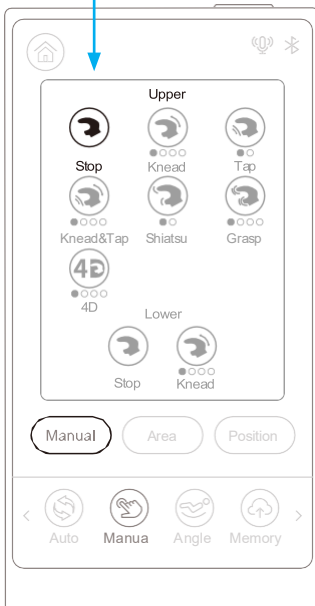 Upper
Stop Knead Tap
Knead&Tap Shiatsu Grasp
4D
4D
Lower
Stop Knead
Manual Area Position
Auto Manua Angle Memory